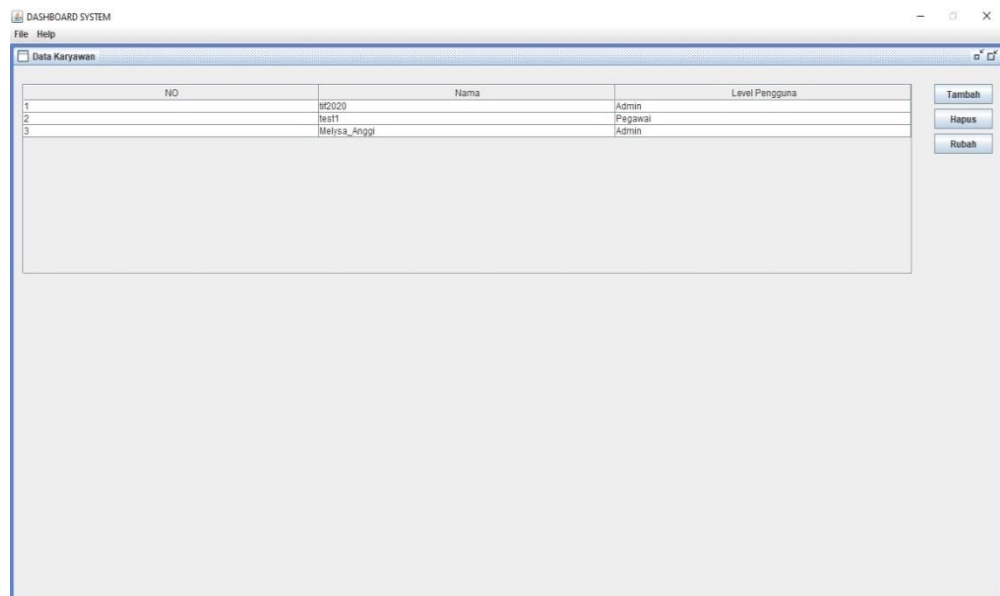 DASHBOARD SYSTEM
File Help
Data Karyawan
NO Nama Level Pengguna
1 tif2020 Admin
2 test1 Pegawai
3 Melysa_Anggi Admin
Tambah
Hapus
Rubah